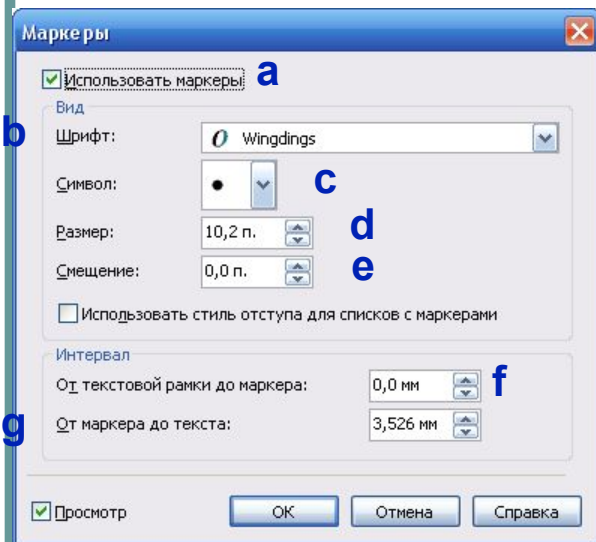 Маркеры
Использовать маркеры a
Вид
b Шрифт: O Wingdings
Символ: c
Размер: 10,2 п. d
Смещение: 0,0 п. e
Использовать стиль отступа для списков с маркерами
Интервал
От текстовой рамки до маркера: 0,0 мм f
g От маркера до текста: 3,526 мм
Просмотр OK Отмена Справка